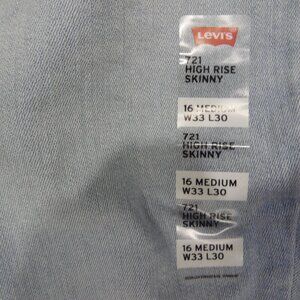 Levi's
721
HIGH RISE
SKINNY
16 MEDIUM
W33 L30
721
HIGH RISE
SKINNY
16 MEDIUM
W33 L30
721
HIGH RISE
SKINNY
16 MEDIUM
W33 L30